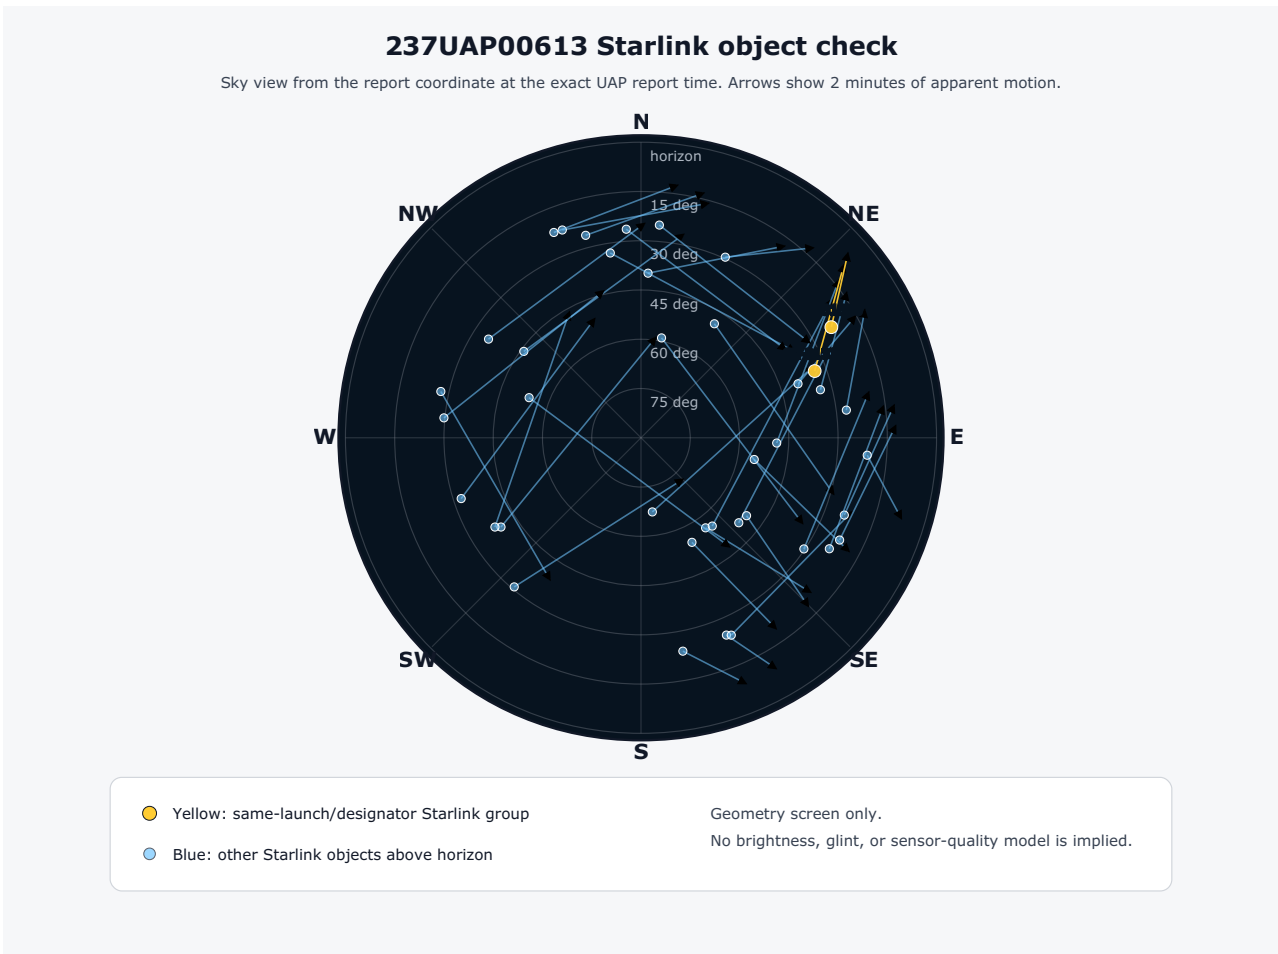 237UAP00613 Starlink object check
Sky view from the report coordinate at the exact UAP report time. Arrows show 2 minutes of apparent motion.
N
horizon
15 deg
NW
NE
30 deg
45 deg
60 deg
75 deg
W
E
SW
SE
S
Yellow: same-launch/designator Starlink group
Geometry screen only.
No brightness, glint, or sensor-quality model is implied.
Blue: other Starlink objects above horizon